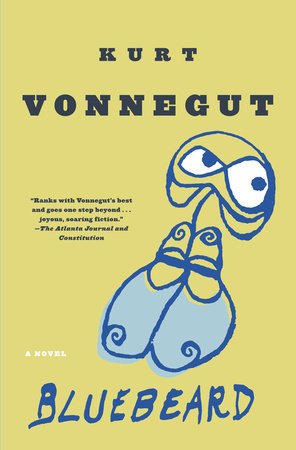 KURT
VONNEGUT
“Ranks with Vonnegut’s best
and goes one step beyond . . .
joyous, soaring fiction.”
—The Atlanta Journal and
Constitution
A NOVEL
BLUEBEARD